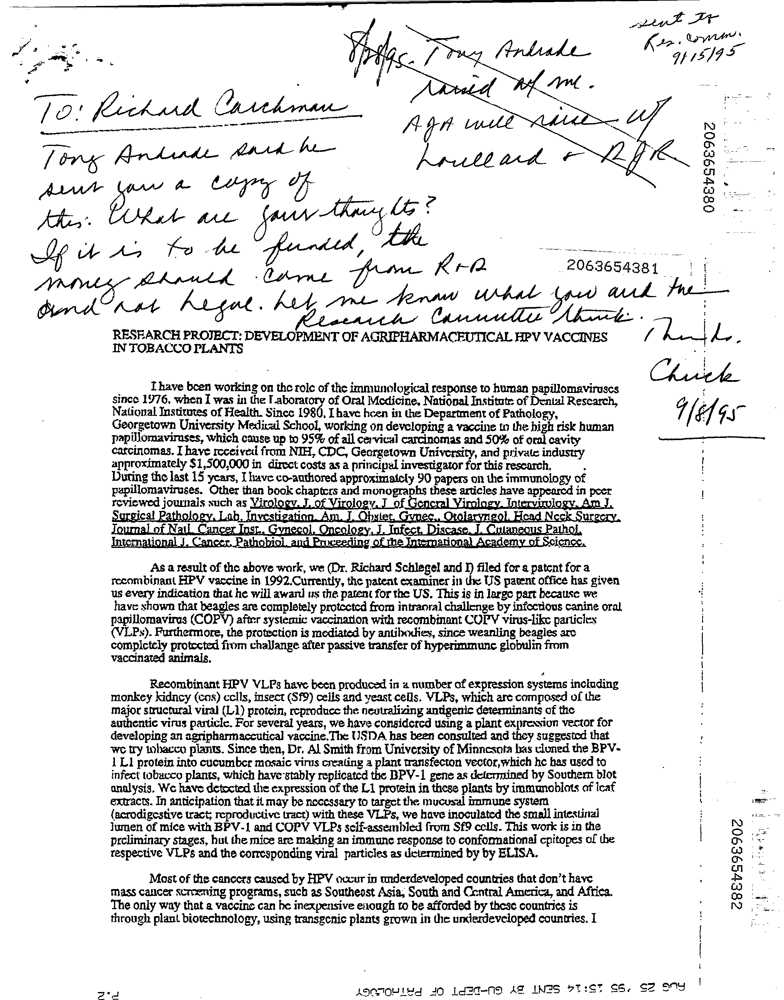 sent to
Res. Comm.
9/15/95
8/28/95- Tony Andrade
raised w/ me.
AJA will raise w/
Lorillard & RJR.
To: Richard Carchman
Tony Andrade said he
sent you a copy of
this. What are your thoughts?
If it is to be funded, the
money should come from R+D
and not Legal. Let me know what you and the
Research Committee think.
Thanks.
Chuck
9/8/95
2063654380
2063654381
RESEARCH PROJECT: DEVELOPMENT OF AGRIPHARMACEUTICAL HPV VACCINES
IN TOBACCO PLANTS
I have been working on the role of the immunological response to human papillomaviruses
since 1976, when I was in the Laboratory of Oral Medicine, National Institute of Dental Research,
National Institutes of Health. Since 1980, I have been in the Department of Pathology,
Georgetown University Medical School, working on developing a vaccine to the high risk human
papillomaviruses, which cause up to 95% of all cervical carcinomas and 50% of oral cavity
carcinomas. I have received from NIH, CDC, Georgetown University, and private industry
approximately $1,500,000 in direct costs as a principal investigator for this research.
During the last 15 years, I have co-authored approximately 90 papers on the immunology of
papillomaviruses. Other than book chapters and monographs these articles have appeared in peer
reviewed journals such as Virology, J. of Virology, J of General Virology, Intervirology, Am J.
Surgical Pathology, Lab. Investigation, Am. J. Obstet. Gynec., Otolaryngol. Head Neck Surgery,
Journal of Natl. Cancer Inst., Gynecol. Oncology, J. Infect. Disease, J. Cutaneous Pathol.
International J. Cancer, Pathobiol. and Proceeding of the International Academy of Science.
As a result of the above work, we (Dr. Richard Schlegel and I) filed for a patent for a
recombinant HPV vaccine in 1992.Currently, the patent examiner in the US patent office has given
us every indication that he will award us the patent for the US. This is in large part because we
have shown that beagles are completely protected from intraoral challenge by infectious canine oral
papillomavirus (COPV) after systemic vaccination with recombinant COPV virus-like particles
(VLPs). Furthermore, the protection is mediated by antibodies, since weanling beagles are
completely protected from challange after passive transfer of hyperimmune globulin from
vaccinated animals.
Recombinant HPV VLPs have been produced in a number of expression systems including
monkey kidney (cos) cells, insect (Sf9) cells and yeast cells. VLPs, which are composed of the
major structural viral (L1) protein, reproduce the neutralizing antigenic determinants of the
authentic virus particle. For several years, we have considered using a plant expression vector for
developing an agripharmaceutical vaccine.The USDA has been consulted and they suggested that
we try tobacco plants. Since then, Dr. Al Smith from University of Minnesota has cloned the BPV-
1 L1 protein into cucumber mosaic virus creating a plant transfecton vector,which he has used to
infect tobacco plants, which have stably replicated the BPV-1 gene as determined by Southern blot
analysis. We have detected the expression of the L1 protein in these plants by immunoblots of leaf
extracts. In anticipation that it may be necessary to target the mucosal immune system
(aerodigestive tract; reproductive tract) with these VLPs, we have inoculated the small intestinal
lumen of mice with BPV-1 and COPV VLPs self-assembled from Sf9 cells. This work is in the
preliminary stages, but the mice are making an immune response to conformational epitopes of the
respective VLPs and the corresponding viral particles as determined by by ELISA.
Most of the cancers caused by HPV occur in underdeveloped countries that don't have
mass cancer screening programs, such as Southeast Asia, South and Central America, and Africa.
The only way that a vaccine can be inexpensive enough to be afforded by these countries is
through plant biotechnology, using transgenic plants grown in the underdeveloped countries. I
2063654382
P.2
AUG 25 '95 15:14 SENT BY GU-DEPT OF PATHOLOGY